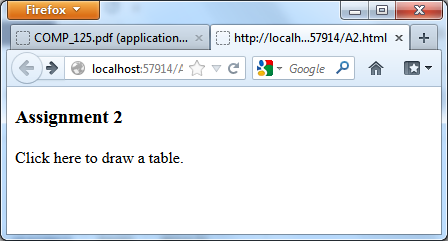 Firefox
COMP_125.pdf (application...
http://localh...57914/A2.html
localhost:57914/A
Google
Assignment 2
Click here to draw a table.